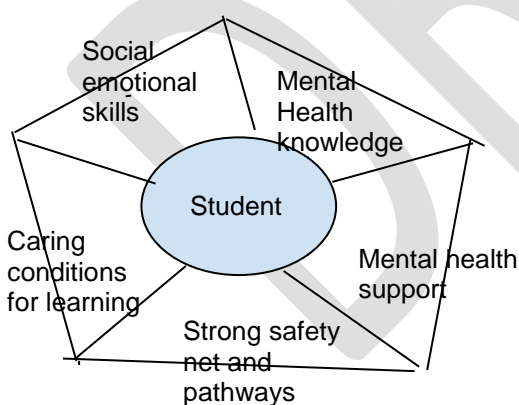 Social
emotional
skills
Mental
Health
knowledge
Student
Caring
conditions
for learning
Mental health
support
Strong safety
net and
pathways